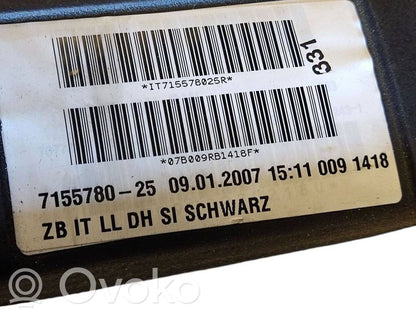 *IT715578025R*
331
*07B009RB1418F*
7155780-25 09.01.2007 15:11 009 1418
ZB IT LL DH SI SCHWARZ
OVOKO